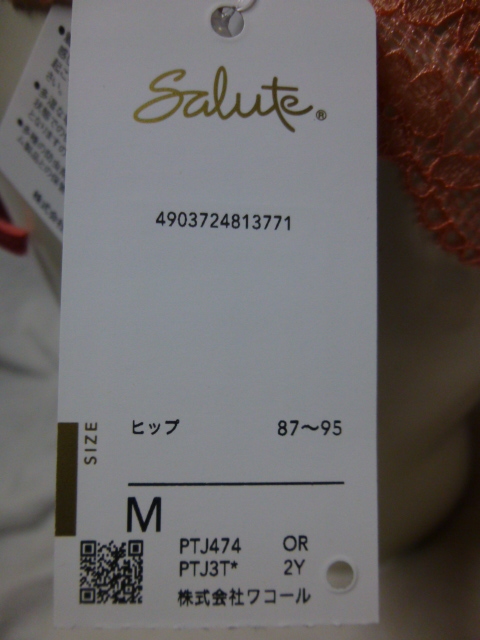 Salute®
4903724813771
SIZE
ヒップ 87～95
M
PTJ474 OR
PTJ3T* 2Y
株式会社ワコール